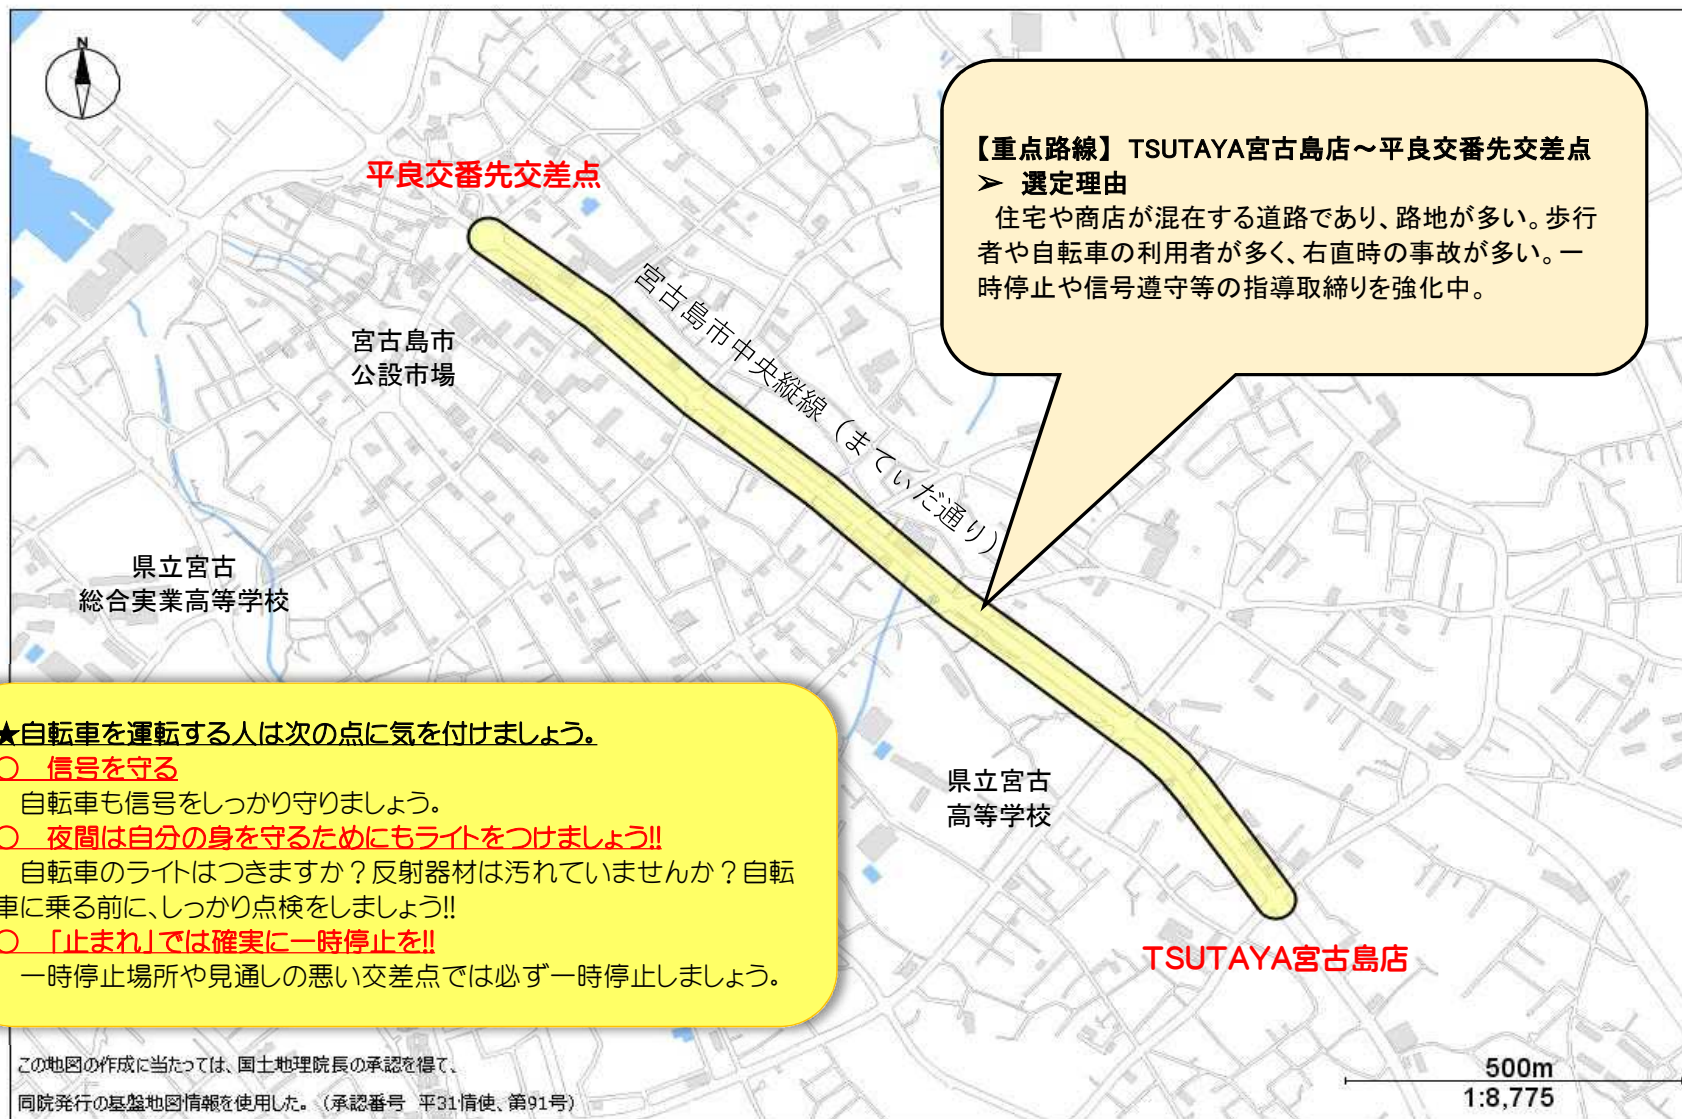 N
平良交番先交差点
【重点路線】TSUTAYA宮古島店～平良交番先交差点
➢ 選定理由
住宅や商店が混在する道路であり、路地が多い。歩行
者や自転車の利用者が多く、右直時の事故が多い。一
時停止や信号遵守等の指導取締りを強化中。
宮古島市中央縦線（まてぃだ通り）
宮古島市
公設市場
県立宮古
総合実業高等学校
★自転車を運転する人は次の点に気を付けましょう。
○ 信号を守る
自転車も信号をしっかり守りましょう。
○ 夜間は自分の身を守るためにもライトをつけましょう!!
自転車のライトはつきますか？反射器材は汚れていませんか？自転
車に乗る前に、しっかり点検をしましょう!!
○ 「止まれ」では確実に一時停止を!!
一時停止場所や見通しの悪い交差点では必ず一時停止しましょう。
県立宮古
高等学校
TSUTAYA宮古島店
この地図の作成に当たっては、国土地理院長の承認を得て、
同院発行の基盤地図情報を使用した。（承認番号 平31情使、第91号）
500m
1:8,775